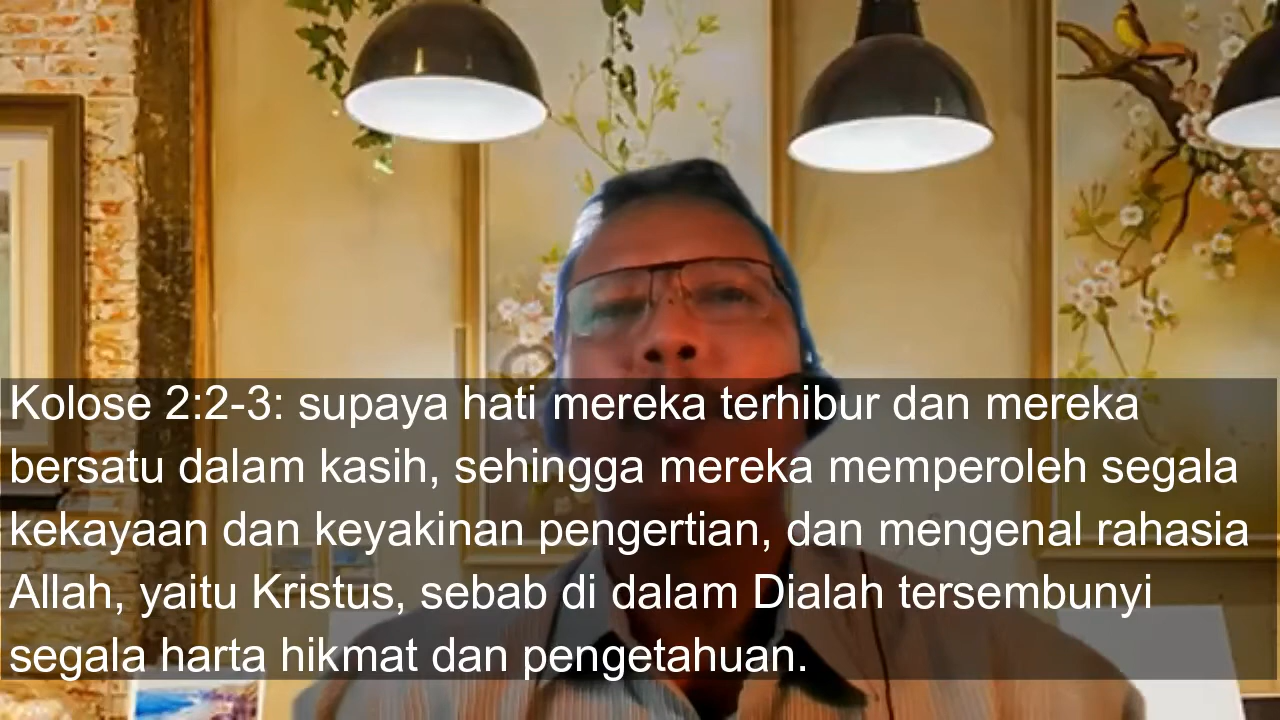 Kolose 2:2-3: supaya hati mereka terhibur dan mereka
bersatu dalam kasih, sehingga mereka memperoleh segala
kekayaan dan keyakinan pengertian, dan mengenal rahasia
Allah, yaitu Kristus, sebab di dalam Dialah tersembunyi
segala harta hikmat dan pengetahuan.